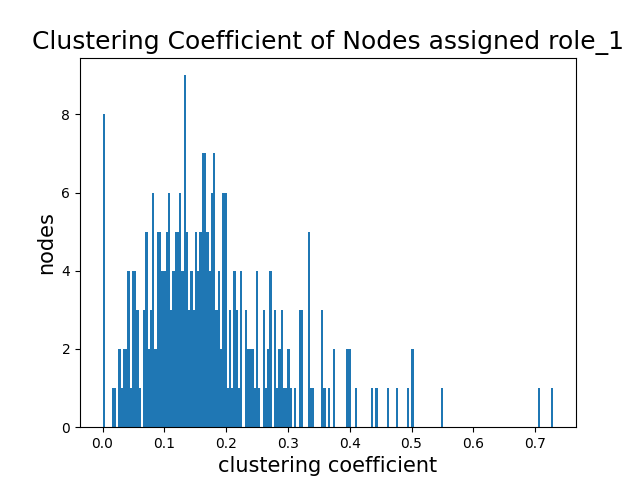 Clustering Coefficient of Nodes assigned role_1
8
6
4
2
0
nodes
0.0 0.1 0.2 0.3 0.4 0.5 0.6 0.7
clustering coefficient